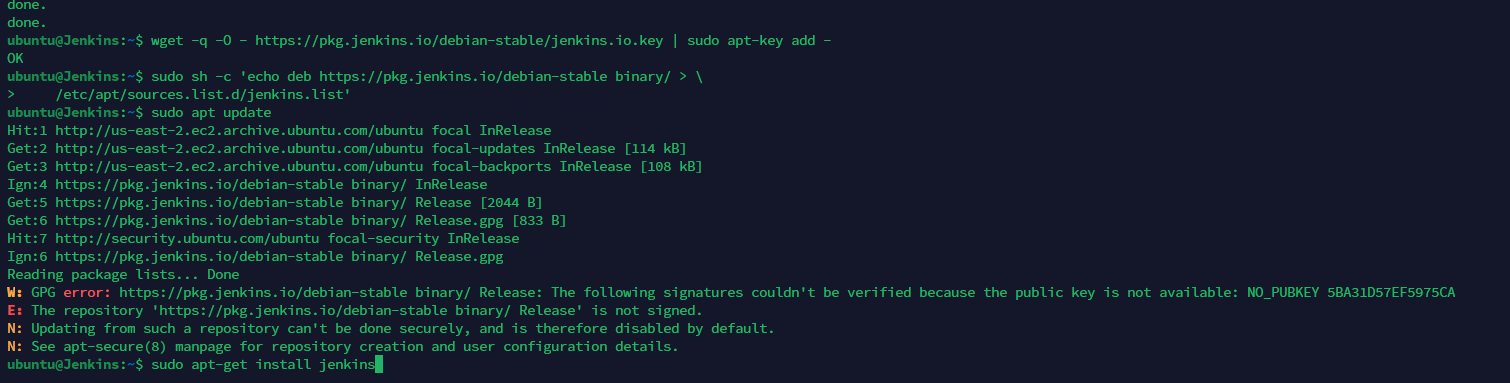 done.
done.
ubuntu@Jenkins:~$ wget -q -O - https://pkg.jenkins.io/debian-stable/jenkins.io.key | sudo apt-key add -
OK
ubuntu@Jenkins:~$ sudo sh -c 'echo deb https://pkg.jenkins.io/debian-stable binary/ > \
>     /etc/apt/sources.list.d/jenkins.list'
ubuntu@Jenkins:~$ sudo apt update
Hit:1 http://us-east-2.ec2.archive.ubuntu.com/ubuntu focal InRelease
Get:2 http://us-east-2.ec2.archive.ubuntu.com/ubuntu focal-updates InRelease [114 kB]
Get:3 http://us-east-2.ec2.archive.ubuntu.com/ubuntu focal-backports InRelease [108 kB]
Ign:4 https://pkg.jenkins.io/debian-stable binary/ InRelease
Get:5 https://pkg.jenkins.io/debian-stable binary/ Release [2044 B]
Get:6 https://pkg.jenkins.io/debian-stable binary/ Release.gpg [833 B]
Hit:7 http://security.ubuntu.com/ubuntu focal-security InRelease
Ign:6 https://pkg.jenkins.io/debian-stable binary/ Release.gpg
Reading package lists... Done
W: GPG error: https://pkg.jenkins.io/debian-stable binary/ Release: The following signatures couldn't be verified because the public key is not available: NO_PUBKEY 5BA31D57EF5975CA
E: The repository 'https://pkg.jenkins.io/debian-stable binary/ Release' is not signed.
N: Updating from such a repository can't be done securely, and is therefore disabled by default.
N: See apt-secure(8) manpage for repository creation and user configuration details.
ubuntu@Jenkins:~$ sudo apt-get install jenkins